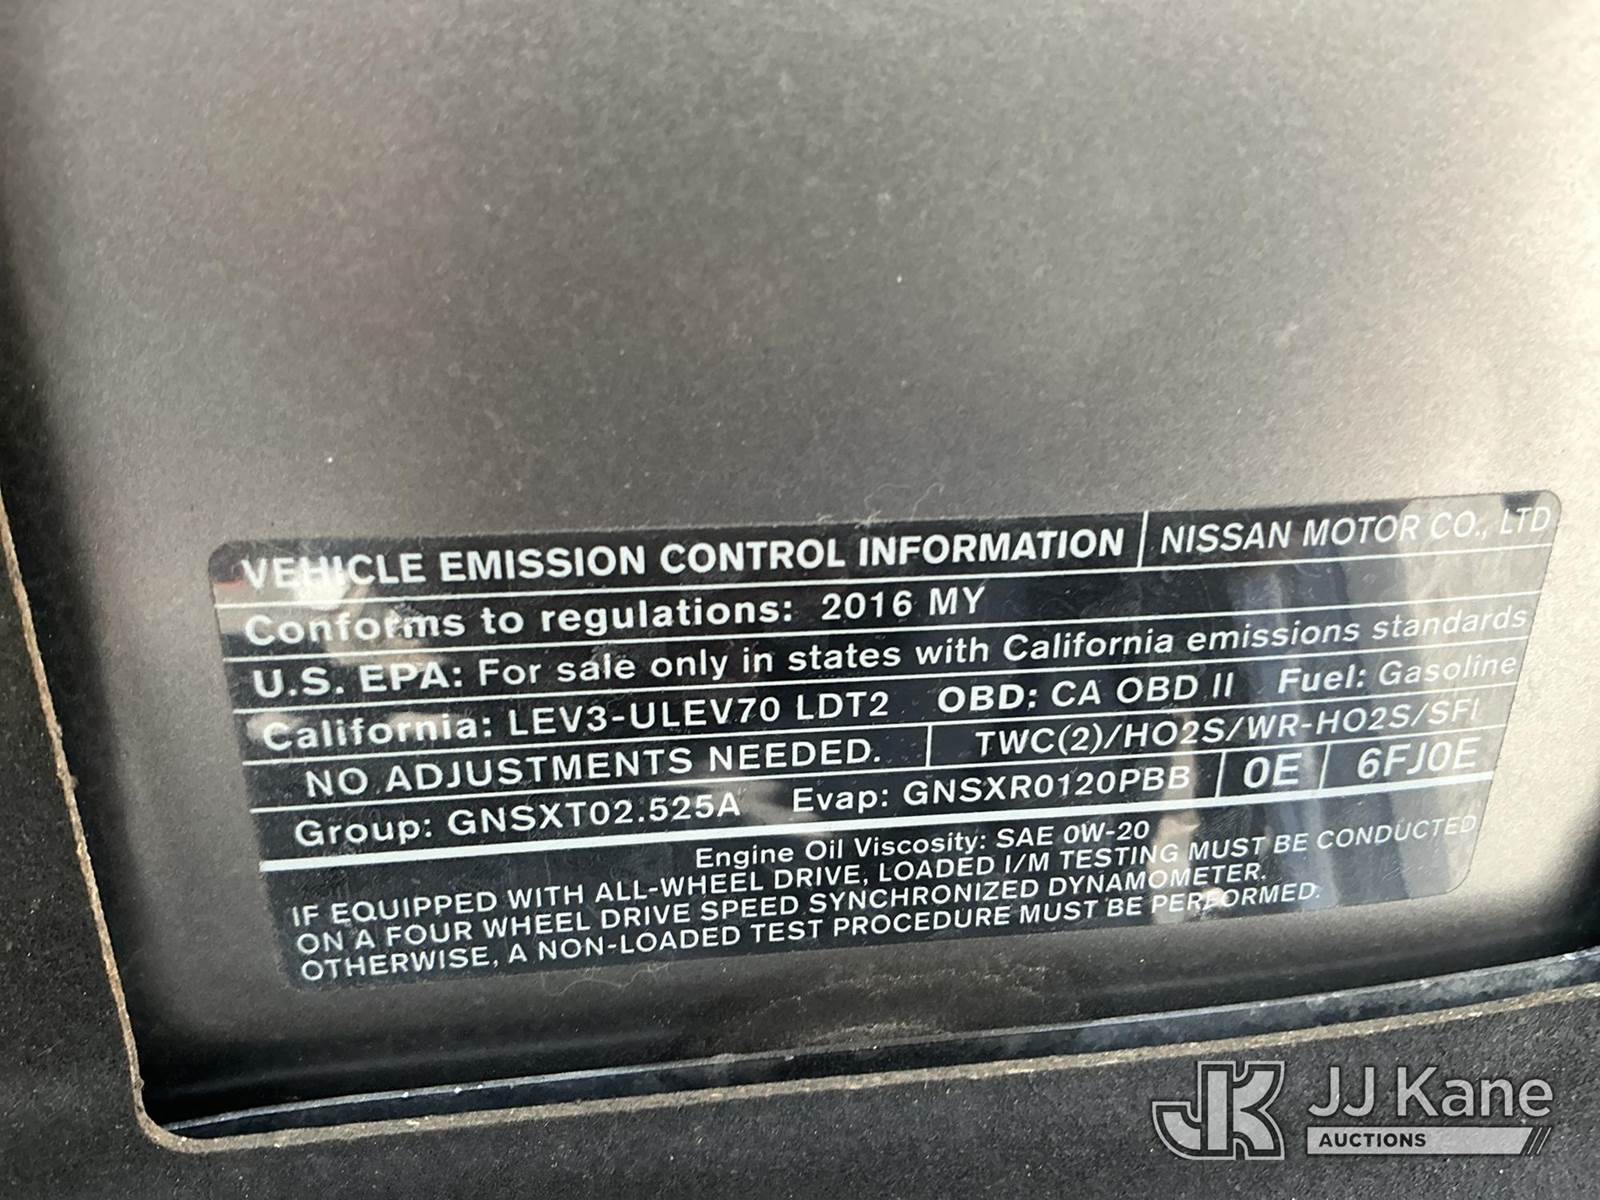 VEHICLE EMISSION CONTROL INFORMATION NISSAN MOTOR CO., LTD
Conforms to regulations: 2016 MY
U.S. EPA: For sale only in states with California emissions standards
California: LEV3-ULEV70 LDT2 OBD: CA OBD II Fuel: Gasoline
NO ADJUSTMENTS NEEDED. TWC(2)/HO2S/WR-HO2S/SFI
Group: GNSXT02.525A Evap: GNSXR0120PBB 0E 6FJ0E
Engine Oil Viscosity: SAE 0W-20
IF EQUIPPED WITH ALL-WHEEL DRIVE, LOADED I/M TESTING MUST BE CONDUCTED
ON A FOUR WHEEL DRIVE SPEED SYNCHRONIZED DYNAMOMETER.
OTHERWISE, A NON-LOADED TEST PROCEDURE MUST BE PERFORMED.
JK JJ Kane
AUCTIONS